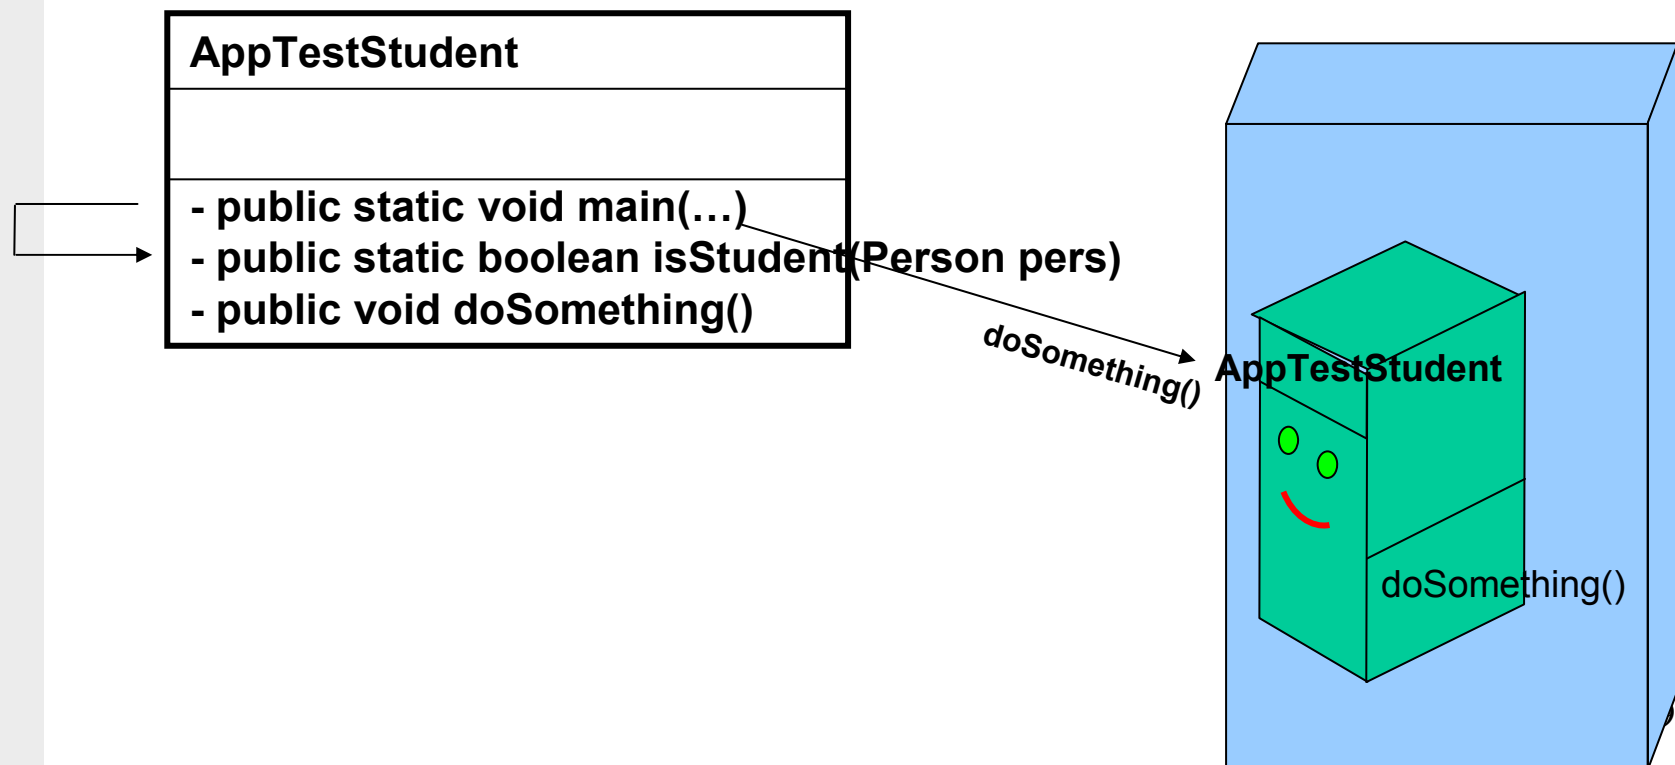 AppTestStudent
- public static void main(…)
- public static boolean isStudent(Person pers)
- public void doSomething()
doSomething()
AppTestStudent
doSomething()